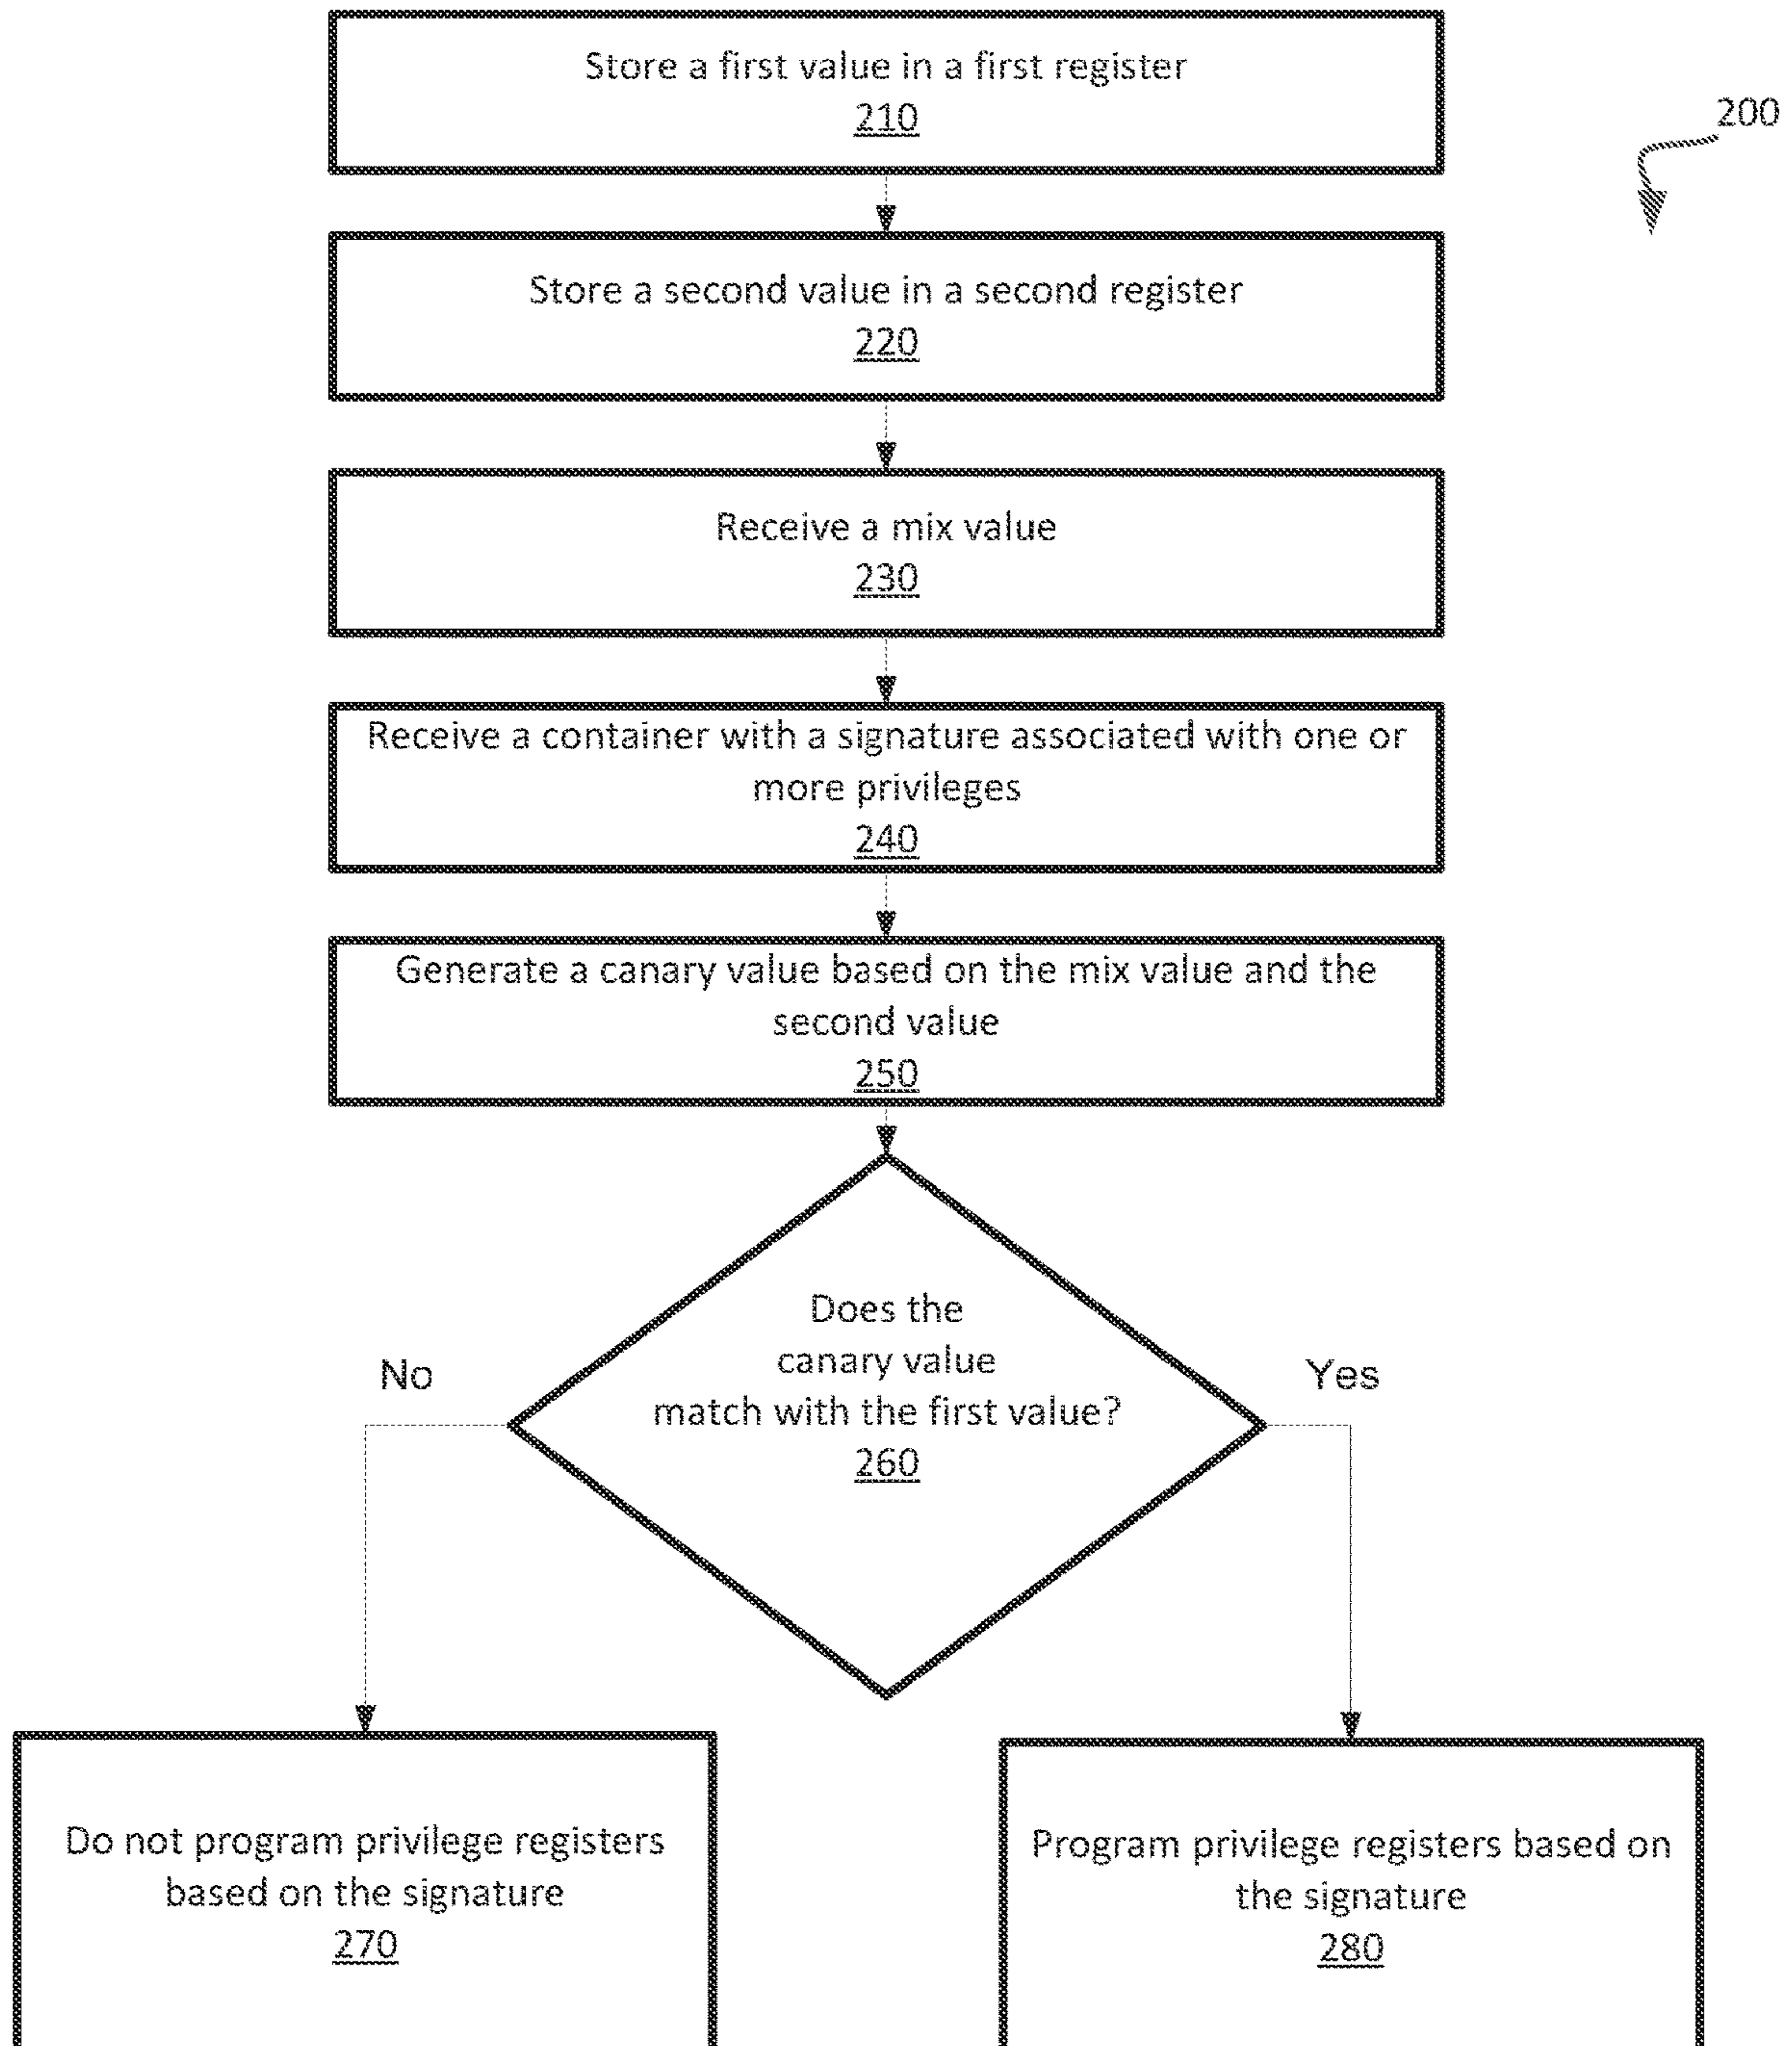 Store a first value in a first register
210
200
Store a second value in a second register
220
Receive a mix value
230
Receive a container with a signature associated with one or
more privileges
240
Generate a canary value based on the mix value and the
second value
250
Does the
canary value
match with the first value?
260
No
Yes
Do not program privilege registers
based on the signature
270
Program privilege registers based on
the signature
280